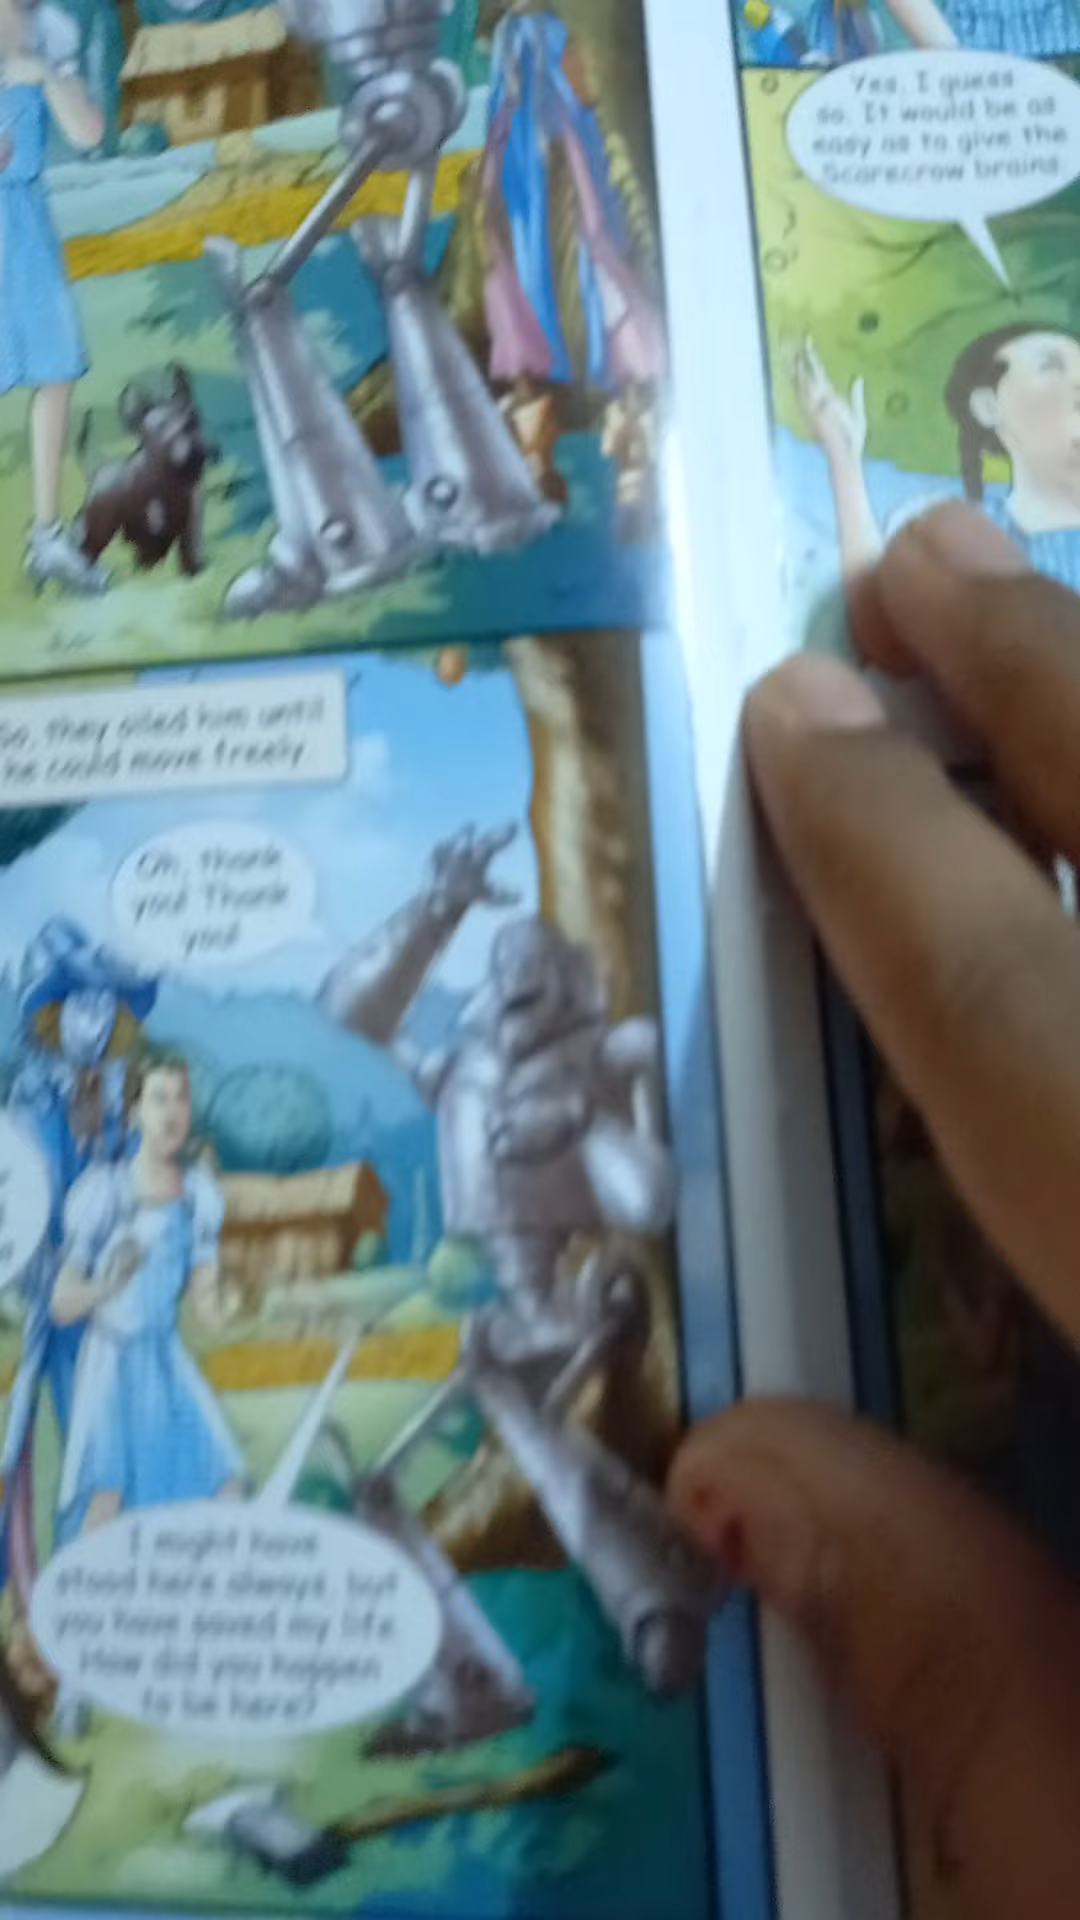 So, they oiled him until
he could move freely.
Oh, thank
you! Thank
you!
I might have
stood here always, but
you have saved my life.
How did you happen
to be here?
Yes, I guess
so. It would be as
easy as to give the
Scarecrow brains.